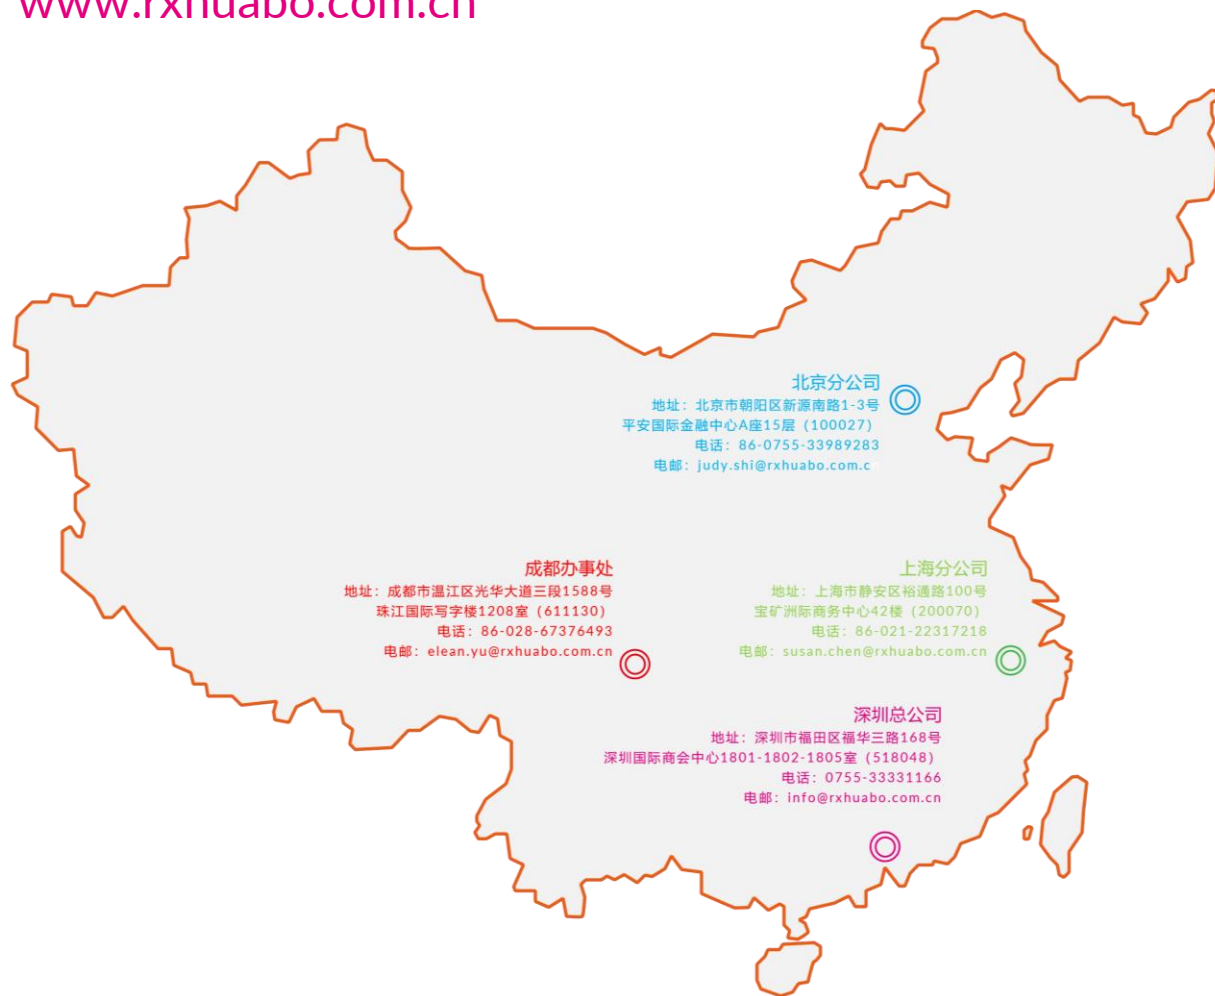 www.rxhuabo.com.cn
北京分公司
地址：北京市朝阳区新源南路1-3号
平安国际金融中心A座15层（100027）
电话：86-0755-33989283
电邮：judy.shi@rxhuabo.com.c
成都办事处
地址：成都市温江区光华大道三段1588号
珠江国际写字楼1208室（611130）
电话：86-028-67376493
电邮：elean.yu@rxhuabo.com.cn
上海分公司
地址：上海市静安区裕通路100号
宝矿洲际商务中心42楼（200070）
电话：86-021-22317218
电邮：susan.chen@rxhuabo.com.cn
深圳总公司
地址：深圳市福田区福华三路168号
深圳国际商会中心1801-1802-1805室（518048）
电话：0755-33331166
电邮：info@rxhuabo.com.cn